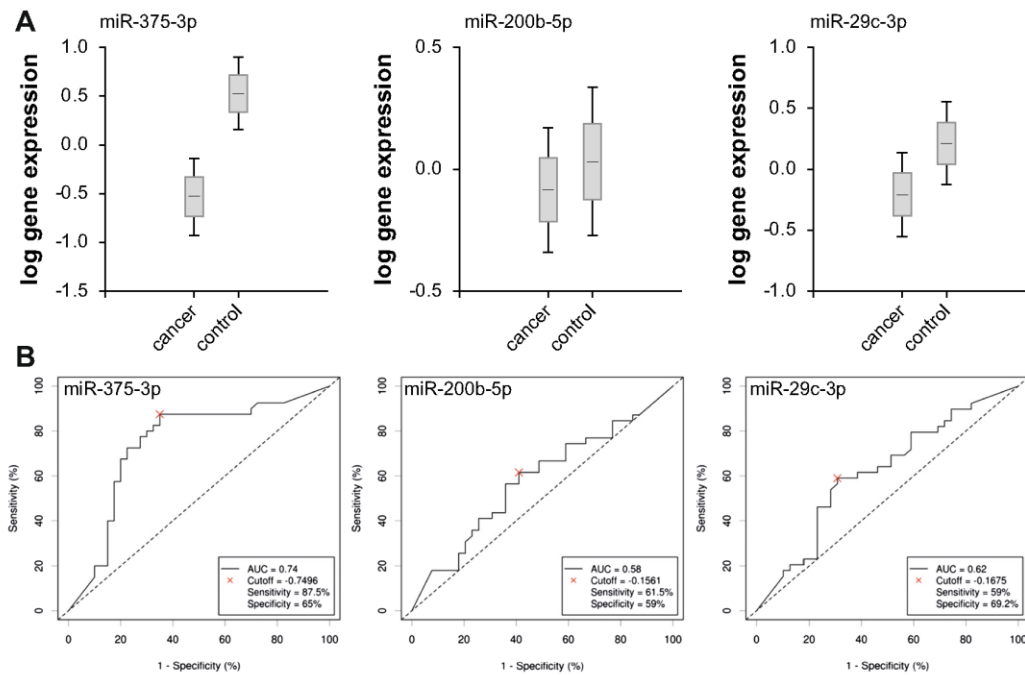 A
miR-375-3p
log gene expression
1.0
0.5
0.0
-0.5
-1.0
-1.5
cancer
control
miR-200b-5p
log gene expression
0.5
0.0
-0.5
cancer
control
miR-29c-3p
log gene expression
1.0
0.5
0.0
-0.5
-1.0
cancer
control
B
miR-375-3p
Sensitivity (%)
100
80
60
40
20
0
AUC = 0.74
Cutoff = -0.7496
Sensitivity = 87.5%
Specificity = 65%
0 20 40 60 80 100
1 - Specificity (%)
miR-200b-5p
Sensitivity (%)
100
80
60
40
20
0
AUC = 0.58
Cutoff = -0.1561
Sensitivity = 61.5%
Specificity = 59%
0 20 40 60 80 100
1 - Specificity (%)
miR-29c-3p
Sensitivity (%)
100
80
60
40
20
0
AUC = 0.62
Cutoff = -0.1675
Sensitivity = 59%
Specificity = 69.2%
0 20 40 60 80 100
1 - Specificity (%)